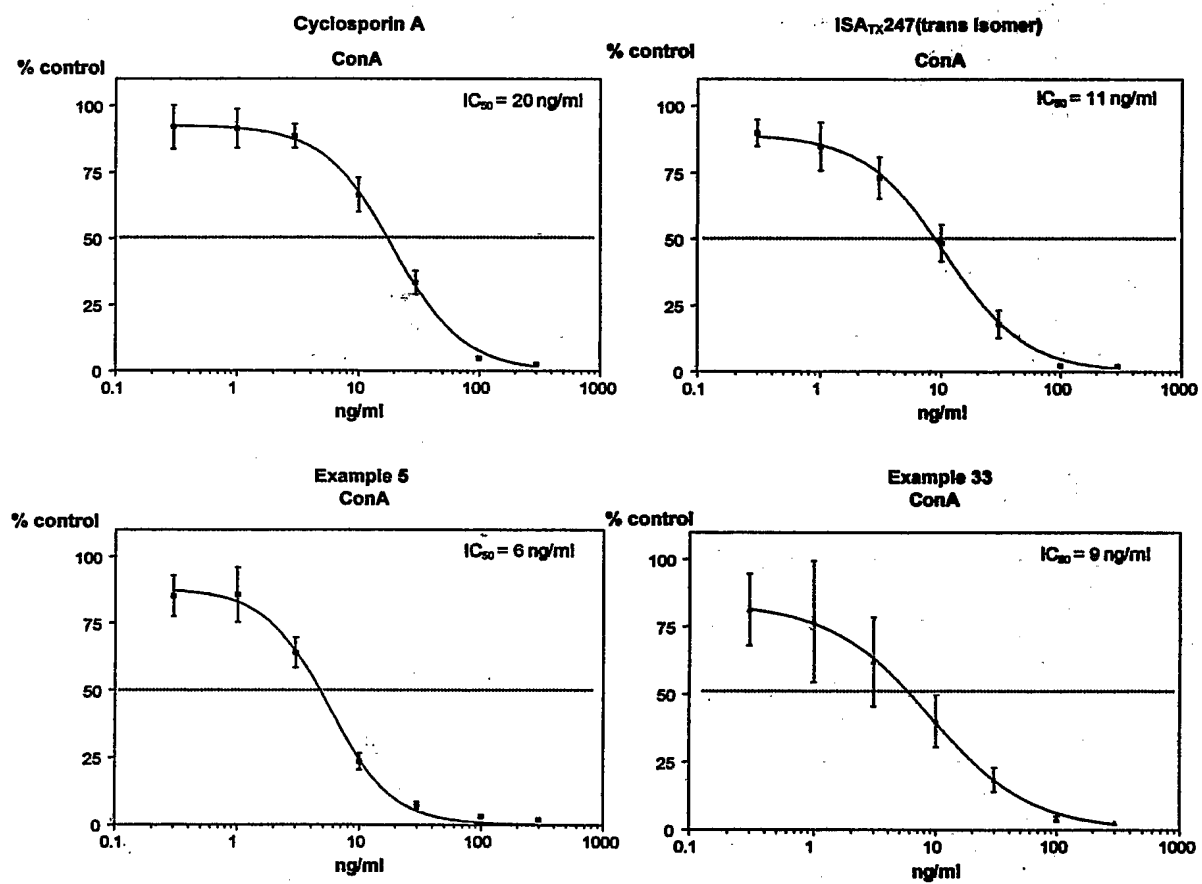 Cyclosporin A
ConA
% control
IC50 = 20 ng/ml
100
75
50
25
0
0.1 1 10 100 1000
ng/ml
ISATX247(trans isomer)
ConA
% control
IC50 = 11 ng/ml
100
75
50
25
0
0.1 1 10 100 1000
ng/ml
Example 5
ConA
% control
IC50 = 6 ng/ml
100
75
50
25
0
0.1 1 10 100 1000
ng/ml
Example 33
ConA
% control
IC50 = 9 ng/ml
100
75
50
25
0
0.1 1 10 100 1000
ng/ml